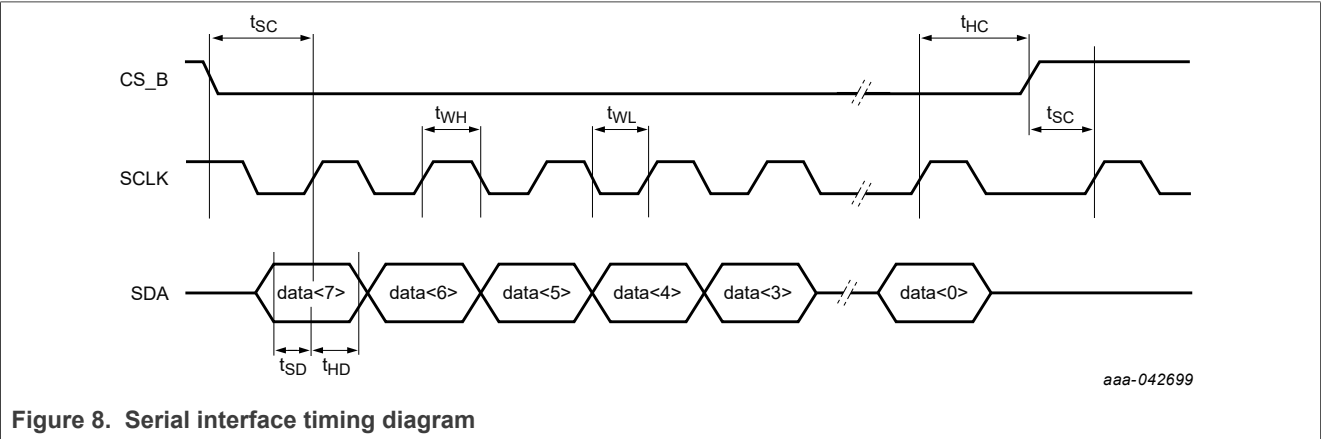 tSC
tHC
CS_B
tWH
tWL
tSC
SCLK
SDA
data<7>
data<6>
data<5>
data<4>
data<3>
data<0>
tSD
tHD
aaa-042699
Figure 8. Serial interface timing diagram